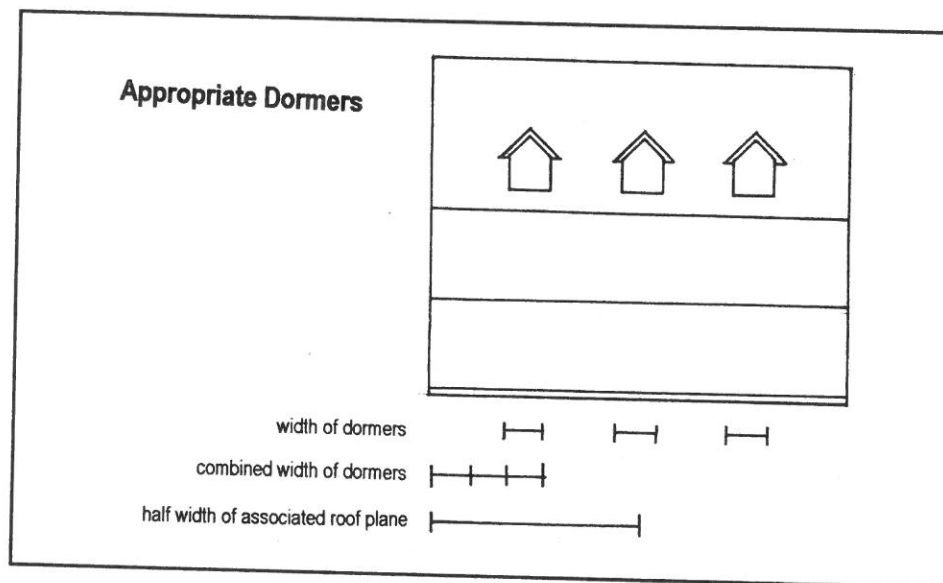 Appropriate Dormers
width of dormers
combined width of dormers
half width of associated roof plane